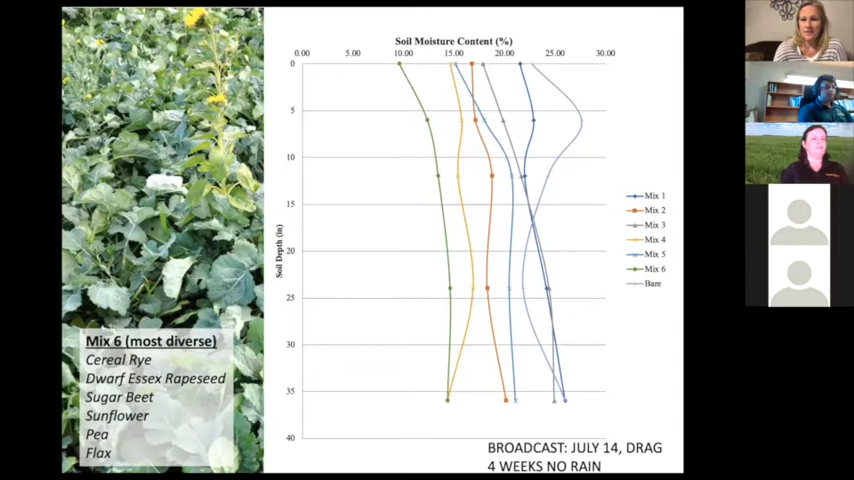 Soil Moisture Content (%)
0.00 5.00 10.00 15.00 20.00 25.00 30.00
0
5
10
15
20
25
30
35
40
Soil Depth (in)
Mix 1
Mix 2
Mix 3
Mix 4
Mix 5
Mix 6
Bare
Mix 6 (most diverse)
Cereal Rye
Dwarf Essex Rapeseed
Sugar Beet
Sunflower
Pea
Flax
BROADCAST: JULY 14, DRAG
4 WEEKS NO RAIN